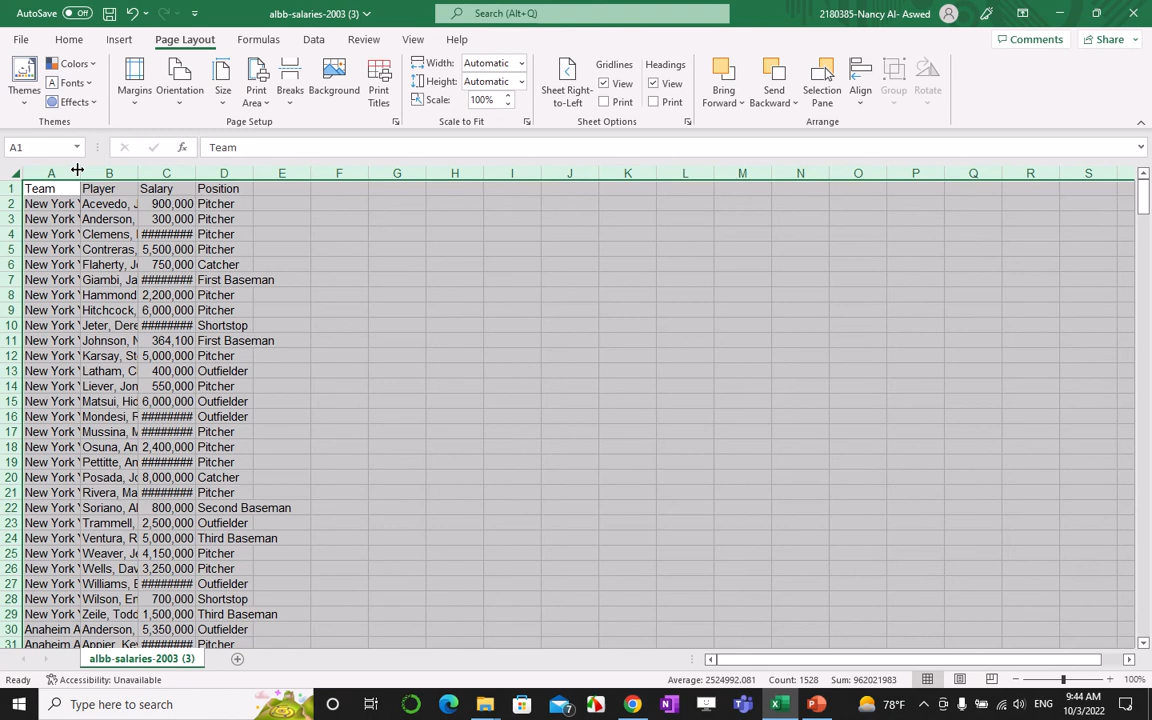 AutoSave Off albb-salaries-2003 (3) Search (Alt+Q) 2180385-Nancy Al- Aswed
File Home Insert Page Layout Formulas Data Review View Help Comments Share
Themes Colors Fonts Effects Margins Orientation Size Print Area Breaks Background Print Titles Width: Automatic Height: Automatic Scale: 100% Sheet Right-to-Left Gridlines View Print Headings View Print Bring Forward Send Backward Selection Pane Align Group Rotate
Themes Page Setup Scale to Fit Sheet Options Arrange
A1 fx Team
A B C D E F G H I J K L M N O P Q R S
1 Team Player Salary Position
2 New York Y Acevedo, J 900,000 Pitcher
3 New York Y Anderson, 300,000 Pitcher
4 New York Y Clemens, ######## Pitcher
5 New York Y Contreras, 5,500,000 Pitcher
6 New York Y Flaherty, Jo 750,000 Catcher
7 New York Y Giambi, Ja ######## First Baseman
8 New York Y Hammond 2,200,000 Pitcher
9 New York Y Hitchcock, 6,000,000 Pitcher
10 New York Y Jeter, Dere ######## Shortstop
11 New York Y Johnson, N 364,100 First Baseman
12 New York Y Karsay, Ste 5,000,000 Pitcher
13 New York Y Latham, C 400,000 Outfielder
14 New York Y Liever, Jon 550,000 Pitcher
15 New York Y Matsui, Hid 6,000,000 Outfielder
16 New York Y Mondesi, R ######## Outfielder
17 New York Y Mussina, M ######## Pitcher
18 New York Y Osuna, An 2,400,000 Pitcher
19 New York Y Pettitte, An ######## Pitcher
20 New York Y Posada, Jo 8,000,000 Catcher
21 New York Y Rivera, Ma ######## Pitcher
22 New York Y Soriano, Al 800,000 Second Baseman
23 New York Y Trammell, 2,500,000 Outfielder
24 New York Y Ventura, R 5,000,000 Third Baseman
25 New York Y Weaver, Je 4,150,000 Pitcher
26 New York Y Wells, Dav 3,250,000 Pitcher
27 New York Y Williams, B ######## Outfielder
28 New York Y Wilson, En 700,000 Shortstop
29 New York Y Zeile, Todd 1,500,000 Third Baseman
30 Anaheim A Anderson, 5,350,000 Outfielder
31 Anaheim A Appier, Kev ######## Pitcher
albb-salaries-2003 (3)
Ready Accessibility: Unavailable Average: 2524992.081 Count: 1528 Sum: 962021983 100%
Type here to search 7 78°F ENG 9:44 AM
10/3/2022